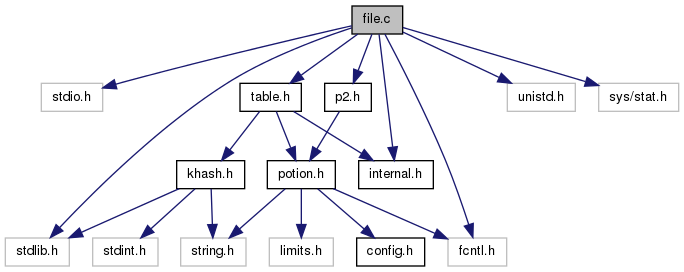 file.c
stdio.h
table.h
p2.h
unistd.h
sys/stat.h
khash.h
potion.h
internal.h
stdlib.h
stdint.h
string.h
limits.h
config.h
fcntl.h